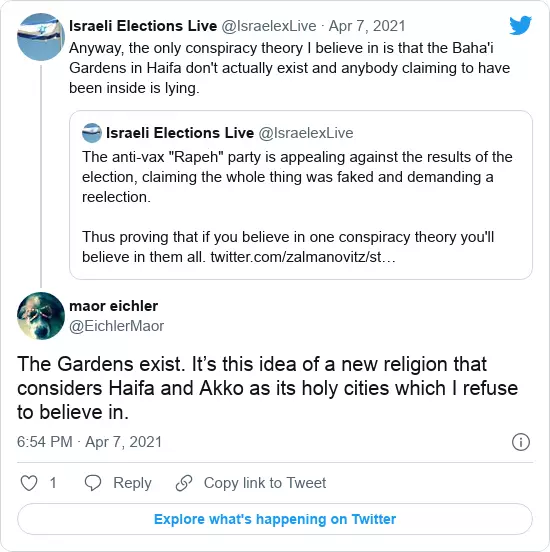 Israeli Elections Live @IsraelexLive · Apr 7, 2021
Anyway, the only conspiracy theory I believe in is that the Baha'i
Gardens in Haifa don't actually exist and anybody claiming to have
been inside is lying.
Israeli Elections Live @IsraelexLive
The anti-vax "Rapeh" party is appealing against the results of the
election, claiming the whole thing was faked and demanding a
reelection.
Thus proving that if you believe in one conspiracy theory you'll
believe in them all. twitter.com/zalmanovitz/st…
maor eichler
@EichlerMaor
The Gardens exist. It’s this idea of a new religion that
considers Haifa and Akko as its holy cities which I refuse
to believe in.
6:54 PM · Apr 7, 2021
1 Reply Copy link to Tweet
Explore what's happening on Twitter